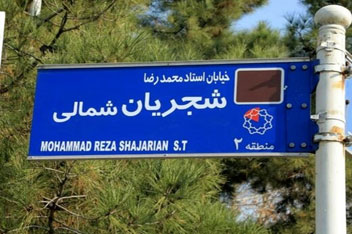 خیابان استاد محمد رضا
شجریان شمالی
MOHAMMAD REZA SHAJARIAN S.T
منطقه ۲